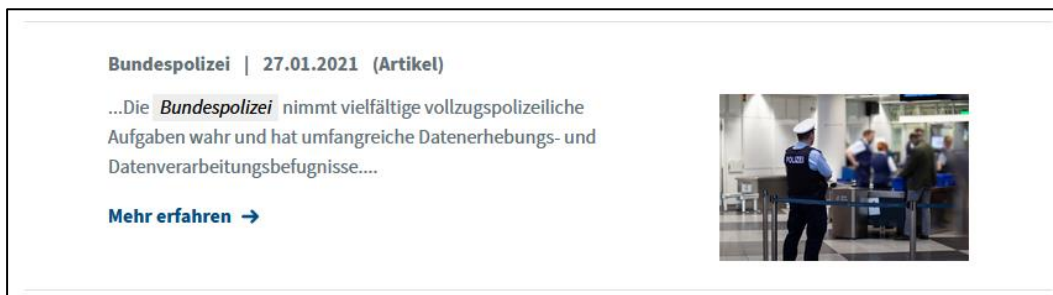 Bundespolizei | 27.01.2021 (Artikel)
...Die Bundespolizei nimmt vielfältige vollzugspolizeiliche
Aufgaben wahr und hat umfangreiche Datenerhebungs- und
Datenverarbeitungsbefugnisse....
Mehr erfahren →
POLIZEI